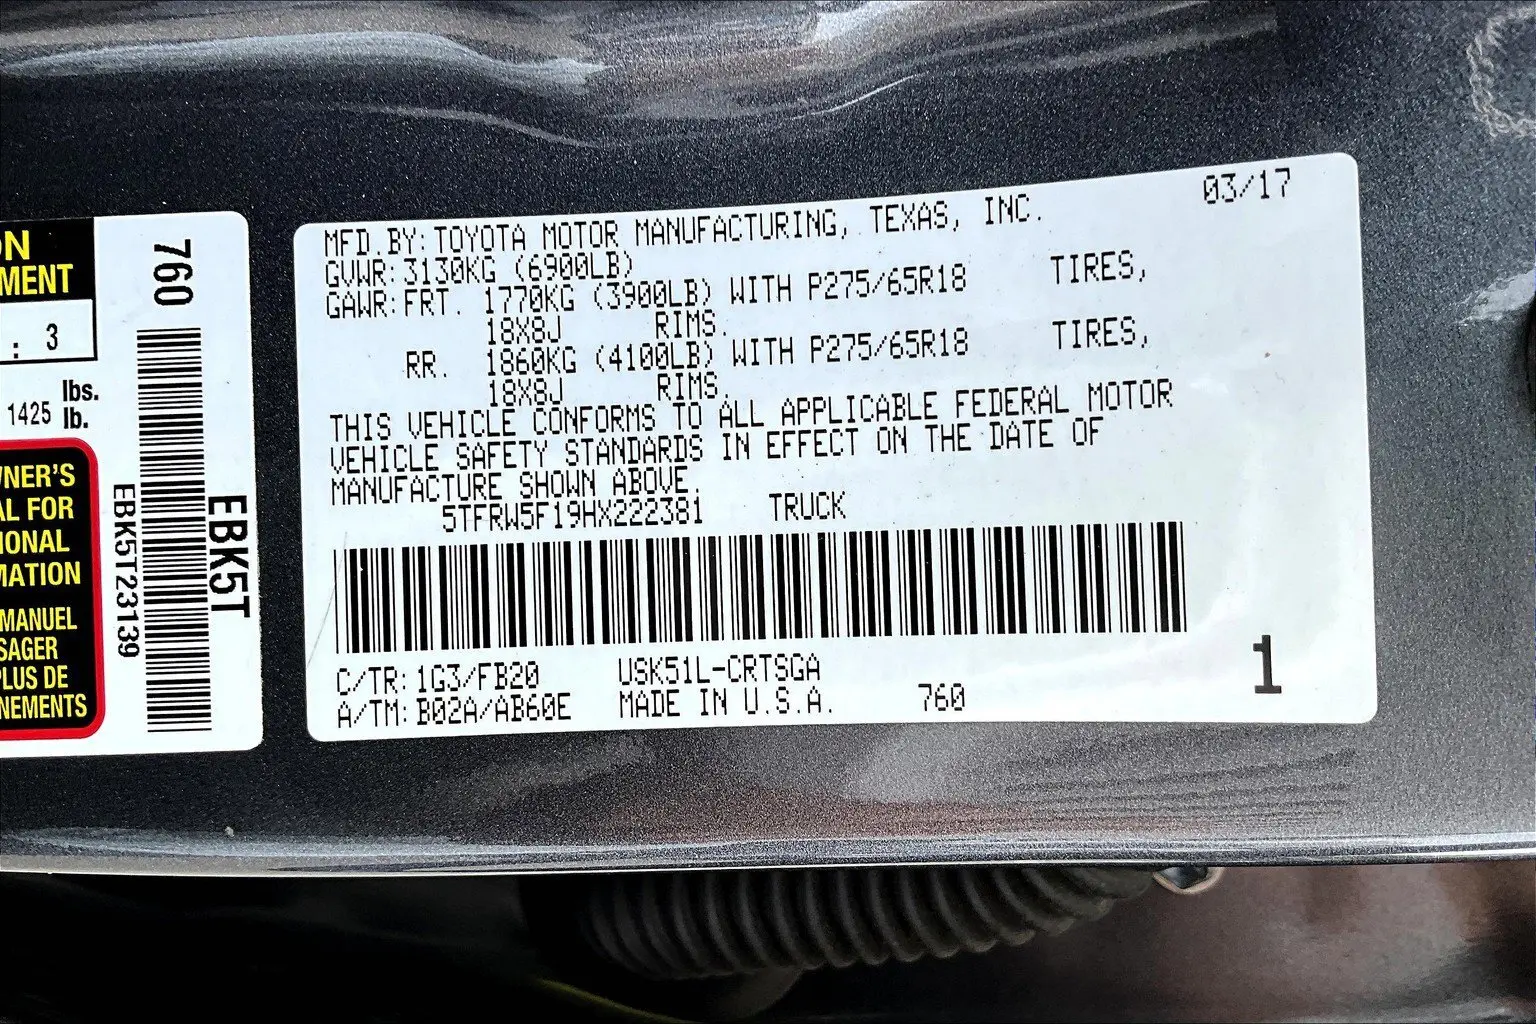 ON
MENT
: 3
lbs.
1425 lb.
WNER'S
AL FOR
IONAL
MATION
MANUEL
SAGER
PLUS DE
NEMENTS
760
EBK5T23139
EBK5T
03/17
MFD.BY:TOYOTA MOTOR MANUFACTURING, TEXAS, INC.
GVWR:3130KG (6900LB)
GAWR:FRT. 1770KG (3900LB) WITH P275/65R18 TIRES,
18X8J RIMS.
RR. 1860KG (4100LB) WITH P275/65R18 TIRES,
18X8J RIMS.
THIS VEHICLE CONFORMS TO ALL APPLICABLE FEDERAL MOTOR
VEHICLE SAFETY STANDARDS IN EFFECT ON THE DATE OF
MANUFACTURE SHOWN ABOVE.
5TFRW5F19HX222381 TRUCK
C/TR:1G3/FB20 USK51L-CRTSGA
A/TM:B02A/AB60E MADE IN U.S.A. 760
1